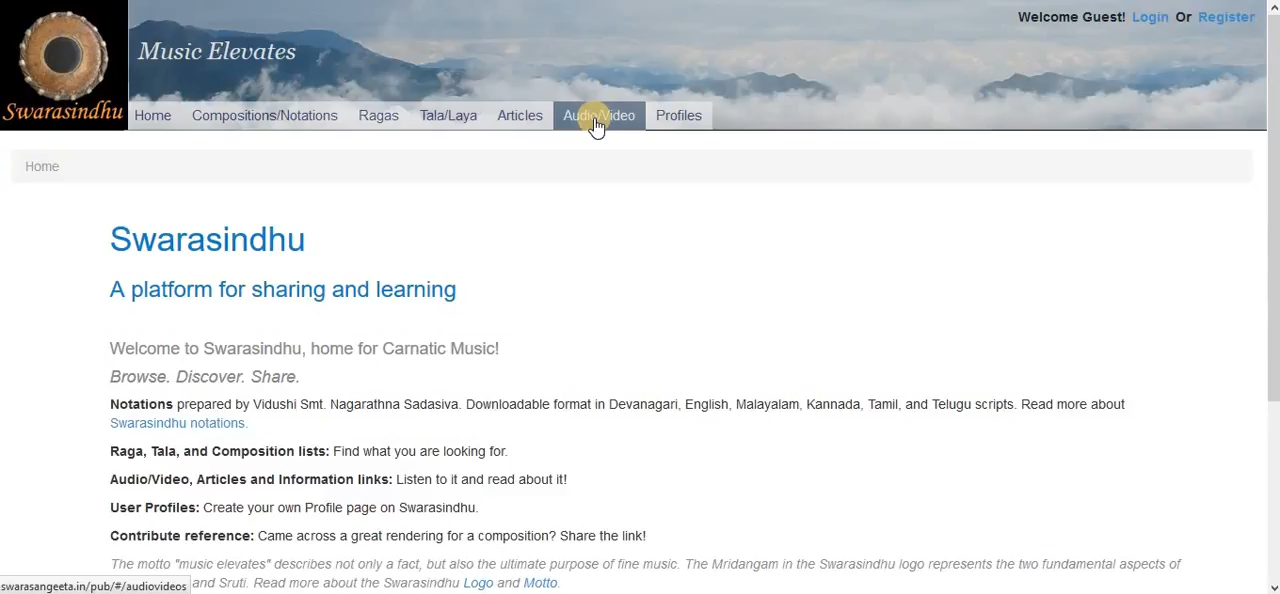 Welcome Guest! Login Or Register
Music Elevates
Swarasindhu
Home Compositions/Notations Ragas Tala/Laya Articles Audio/Video Profiles
Home
Swarasindhu
A platform for sharing and learning
Welcome to Swarasindhu, home for Carnatic Music!
Browse. Discover. Share.
Notations prepared by Vidushi Smt. Nagarathna Sadasiva. Downloadable format in Devanagari, English, Malayalam, Kannada, Tamil, and Telugu scripts. Read more about
Swarasindhu notations.
Raga, Tala, and Composition lists: Find what you are looking for.
Audio/Video, Articles and Information links: Listen to it and read about it!
User Profiles: Create your own Profile page on Swarasindhu.
Contribute reference: Came across a great rendering for a composition? Share the link!
The motto "music elevates" describes not only a fact, but also the ultimate purpose of fine music. The Mridangam in the Swarasindhu logo represents the two fundamental aspects of
and Sruti. Read more about the Swarasindhu Logo and Motto.
swarasangeeta.in/pub/#/audiovideos